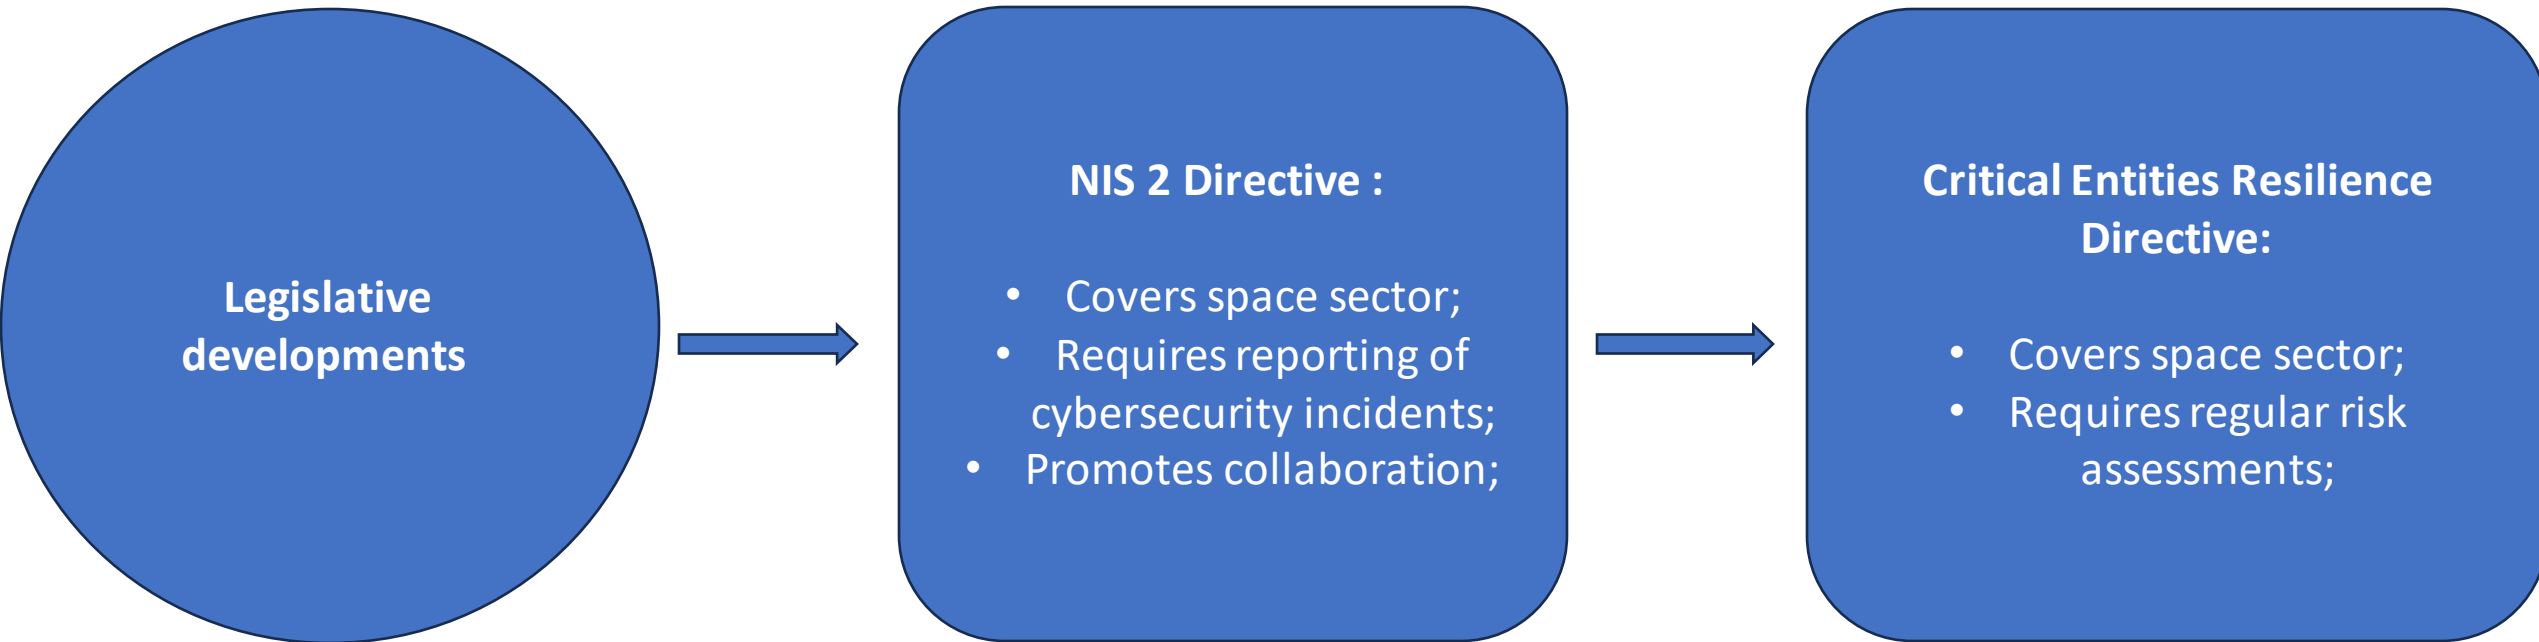 Legislative
developments
NIS 2 Directive :
• Covers space sector;
• Requires reporting of
cybersecurity incidents;
• Promotes collaboration;
Critical Entities Resilience
Directive:
• Covers space sector;
• Requires regular risk
assessments;